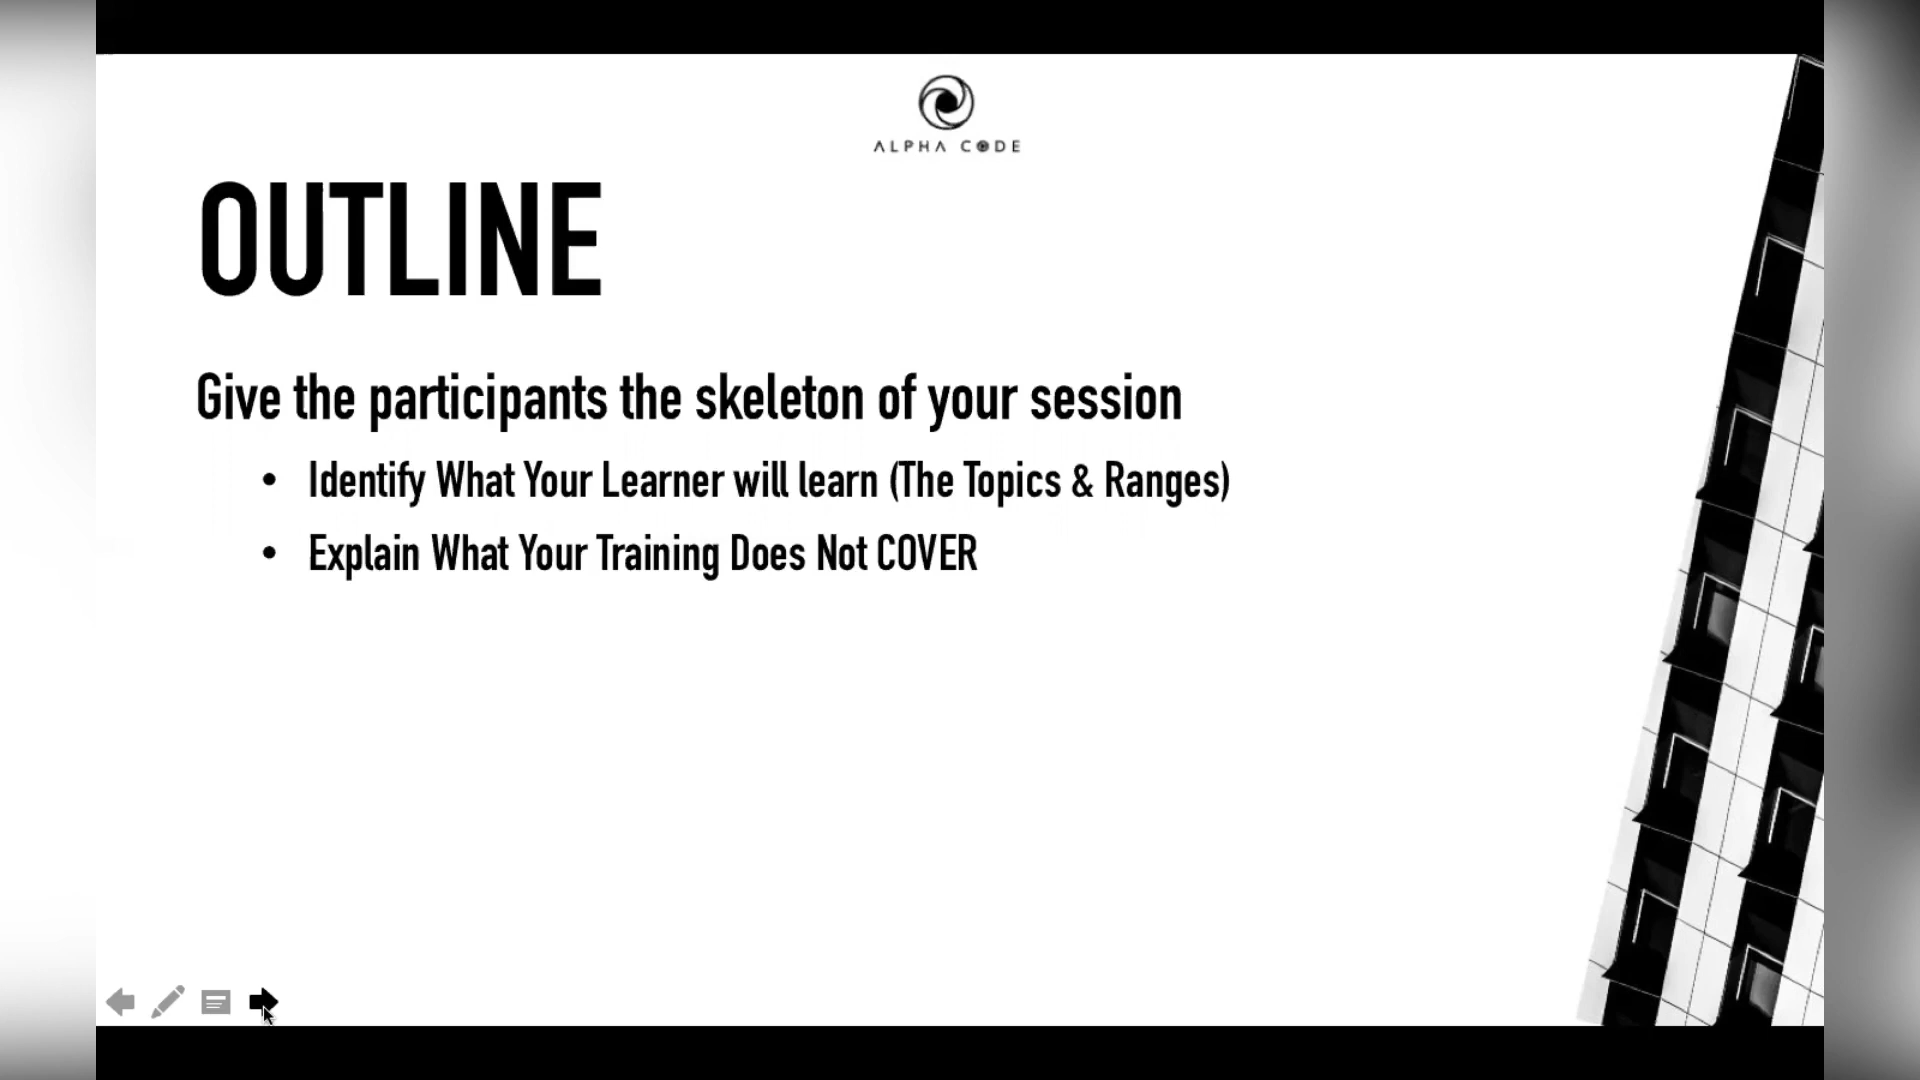 ALPHA CODE
OUTLINE
Give the participants the skeleton of your session
• Identify What Your Learner will learn (The Topics & Ranges)
• Explain What Your Training Does Not COVER